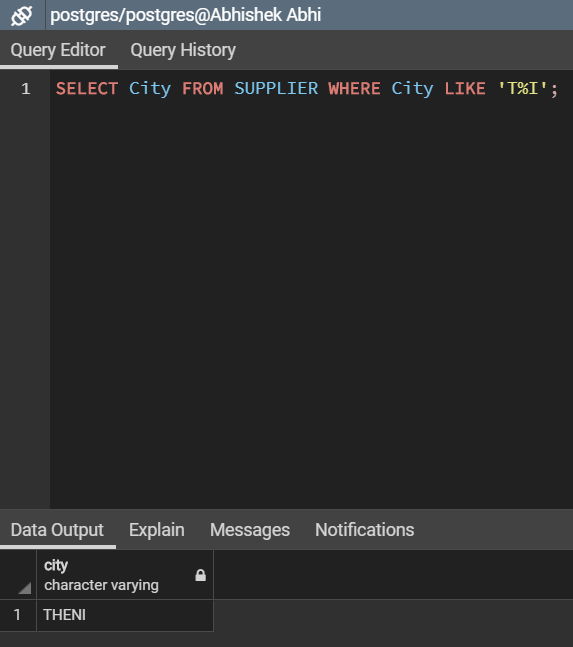 postgres/postgres@Abhishek Abhi
Query Editor Query History
1 SELECT City FROM SUPPLIER WHERE City LIKE 'T%I';
Data Output Explain Messages Notifications
city
character varying
1 THENI